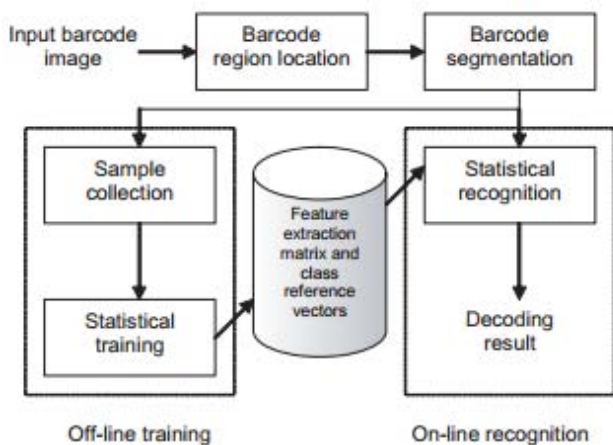 Input barcode
image
Barcode
region location
Barcode
segmentation
Sample
collection
Statistical
training
Feature
extraction
matrix and
class
reference
vectors
Statistical
recognition
Decoding
result
Off-line training
On-line recognition